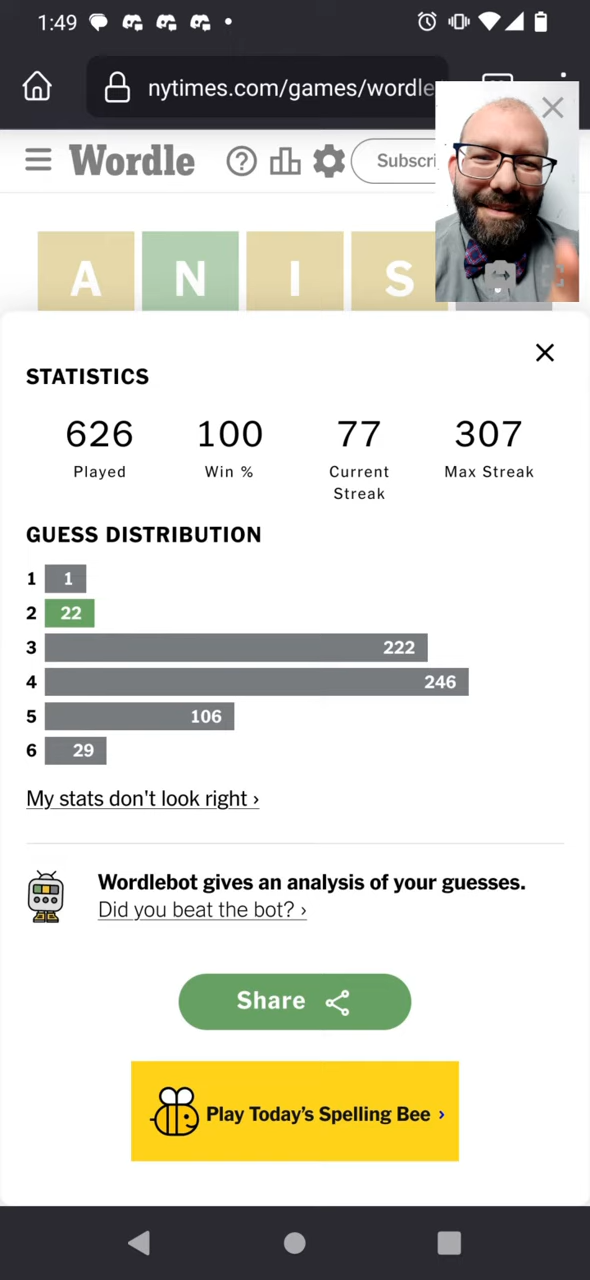 1:49
nytimes.com/games/wordle
Wordle
Subscri
A N I S
STATISTICS
626 100 77 307
Played Win % Current Streak Max Streak
GUESS DISTRIBUTION
1 1
2 22
3 222
4 246
5 106
6 29
My stats don't look right ›
Wordlebot gives an analysis of your guesses.
Did you beat the bot? ›
Share
Play Today's Spelling Bee ›